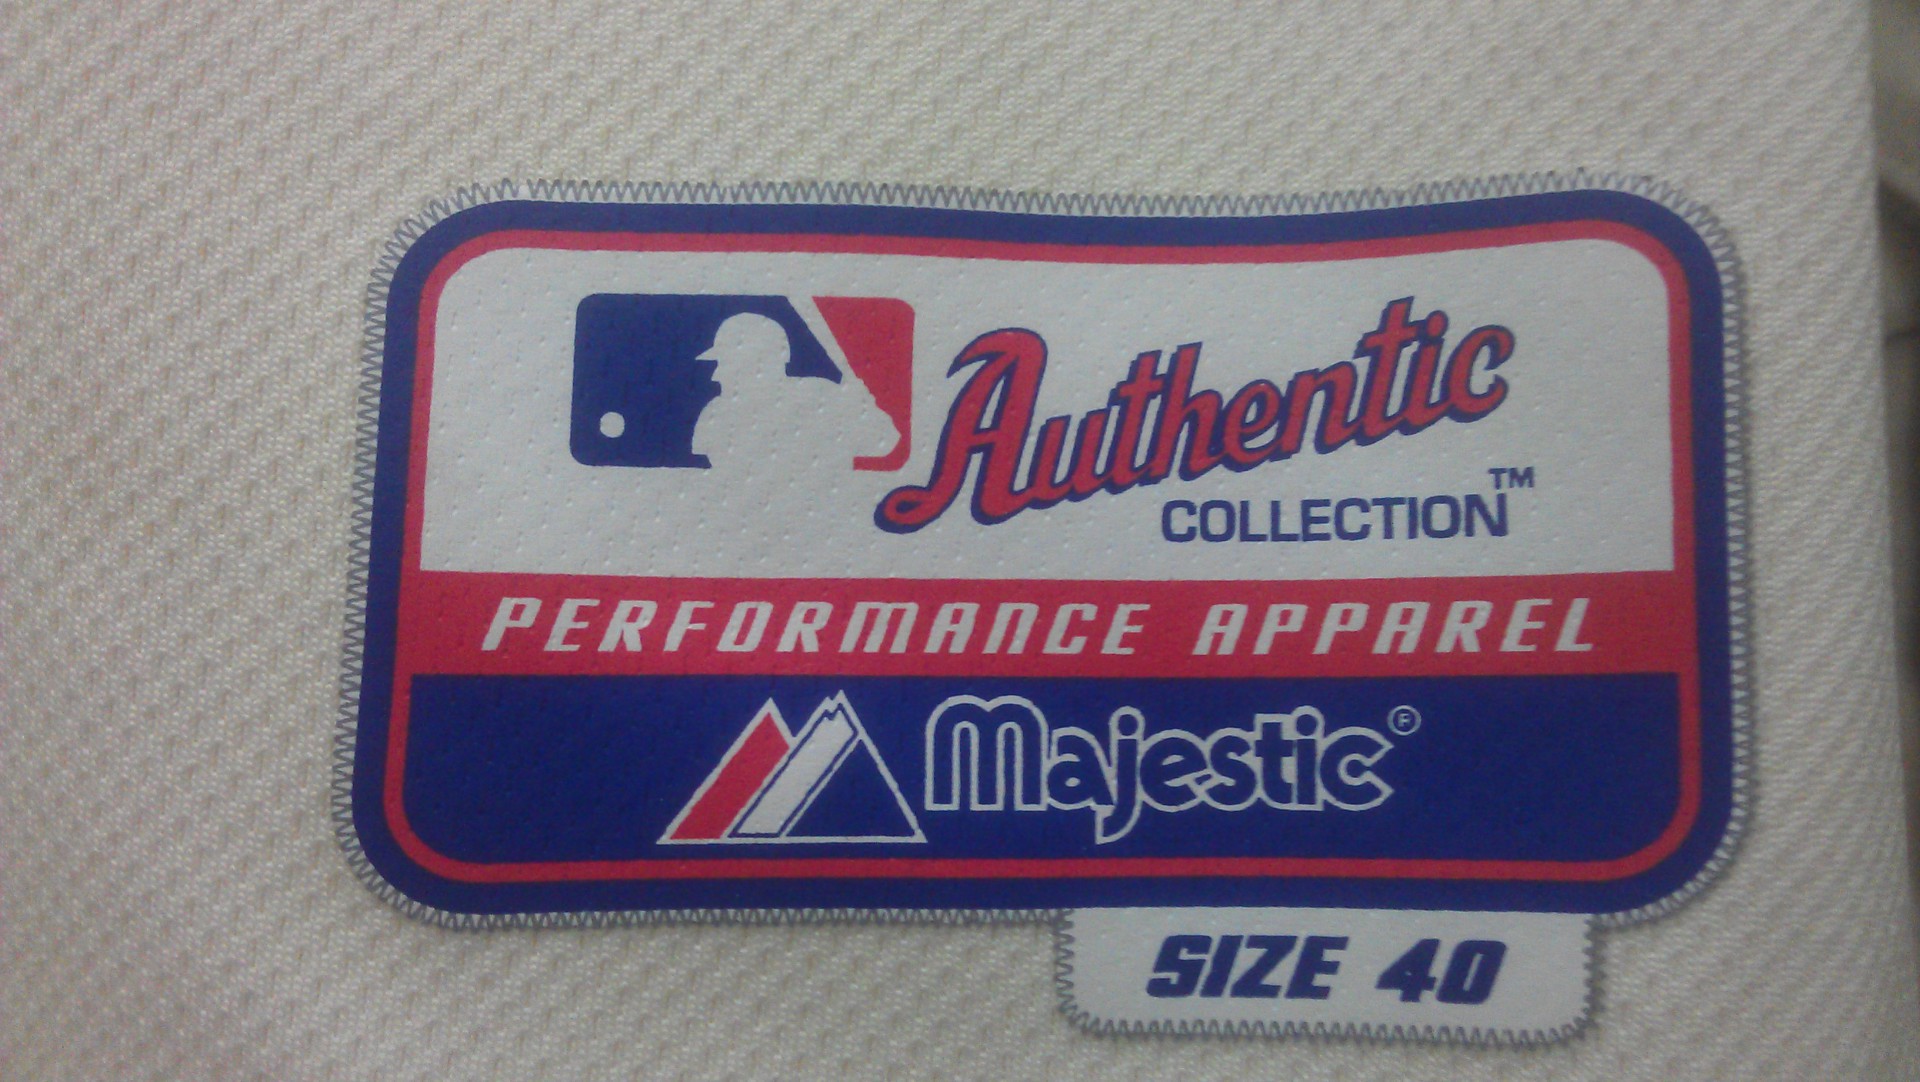 Authentic
COLLECTION™
PERFORMANCE APPAREL
Majestic®
SIZE 40